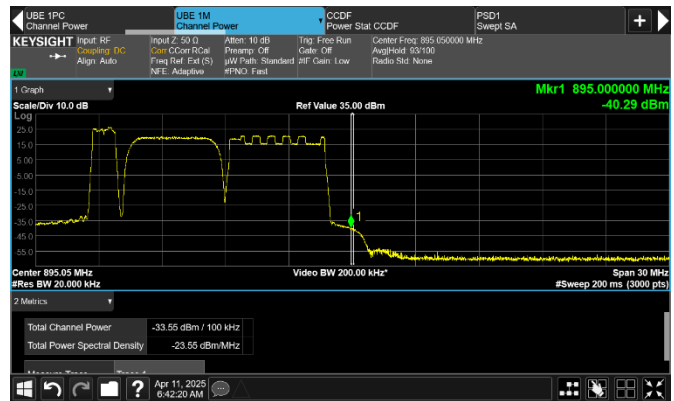 UBE 1PC
Channel Power
UBE 1M
Channel Power
CCDF
Power Stat CCDF
PSD1
Swept SA
KEYSIGHT
Input: RF
Coupling: DC
Align: Auto
LXI
Input Z: 50 Ω
Corr CCorr RCal
Freq Ref: Ext (S)
NFE: Adaptive
Atten: 10 dB
Preamp: Off
µW Path: Standard
#PNO: Fast
Trig: Free Run
Gate: Off
#IF Gain: Low
Center Freq: 895.050000 MHz
Avg|Hold: 93/100
Radio Std: None
1 Graph
Scale/Div 10.0 dB
Ref Value 35.00 dBm
Mkr1 895.000000 MHz
-40.29 dBm
Log
25.0
15.0
5.00
-5.00
-15.0
-25.0
-35.0
-45.0
-55.0
1
Center 895.05 MHz
#Res BW 20.000 kHz
Video BW 200.00 kHz*
Span 30 MHz
#Sweep 200 ms (3000 pts)
2 Metrics
Total Channel Power -33.55 dBm / 100 kHz
Total Power Spectral Density -23.55 dBm/MHz
?
Apr 11, 2025
6:42:20 AM